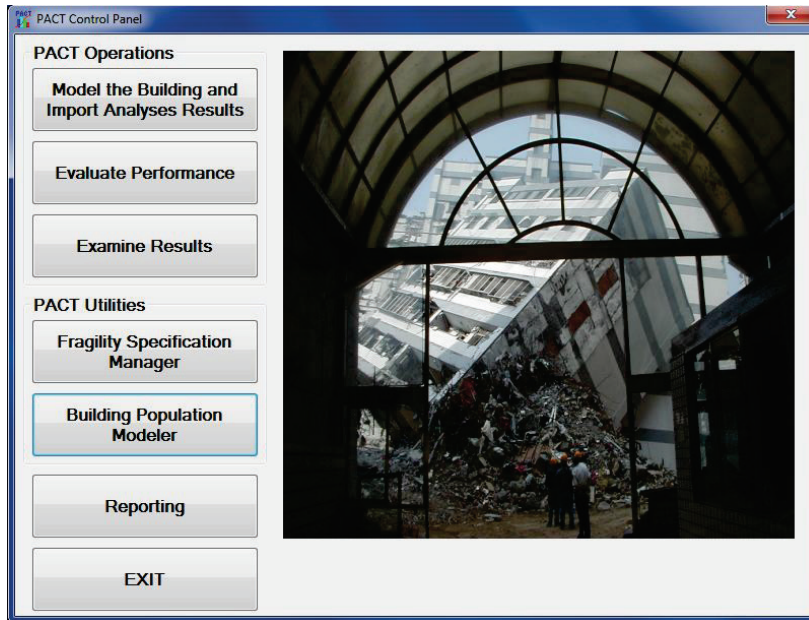 PACT
PACT Control Panel
PACT Operations
Model the Building and
Import Analyses Results
Evaluate Performance
Examine Results
PACT Utilities
Fragility Specification
Manager
Building Population
Modeler
Reporting
EXIT